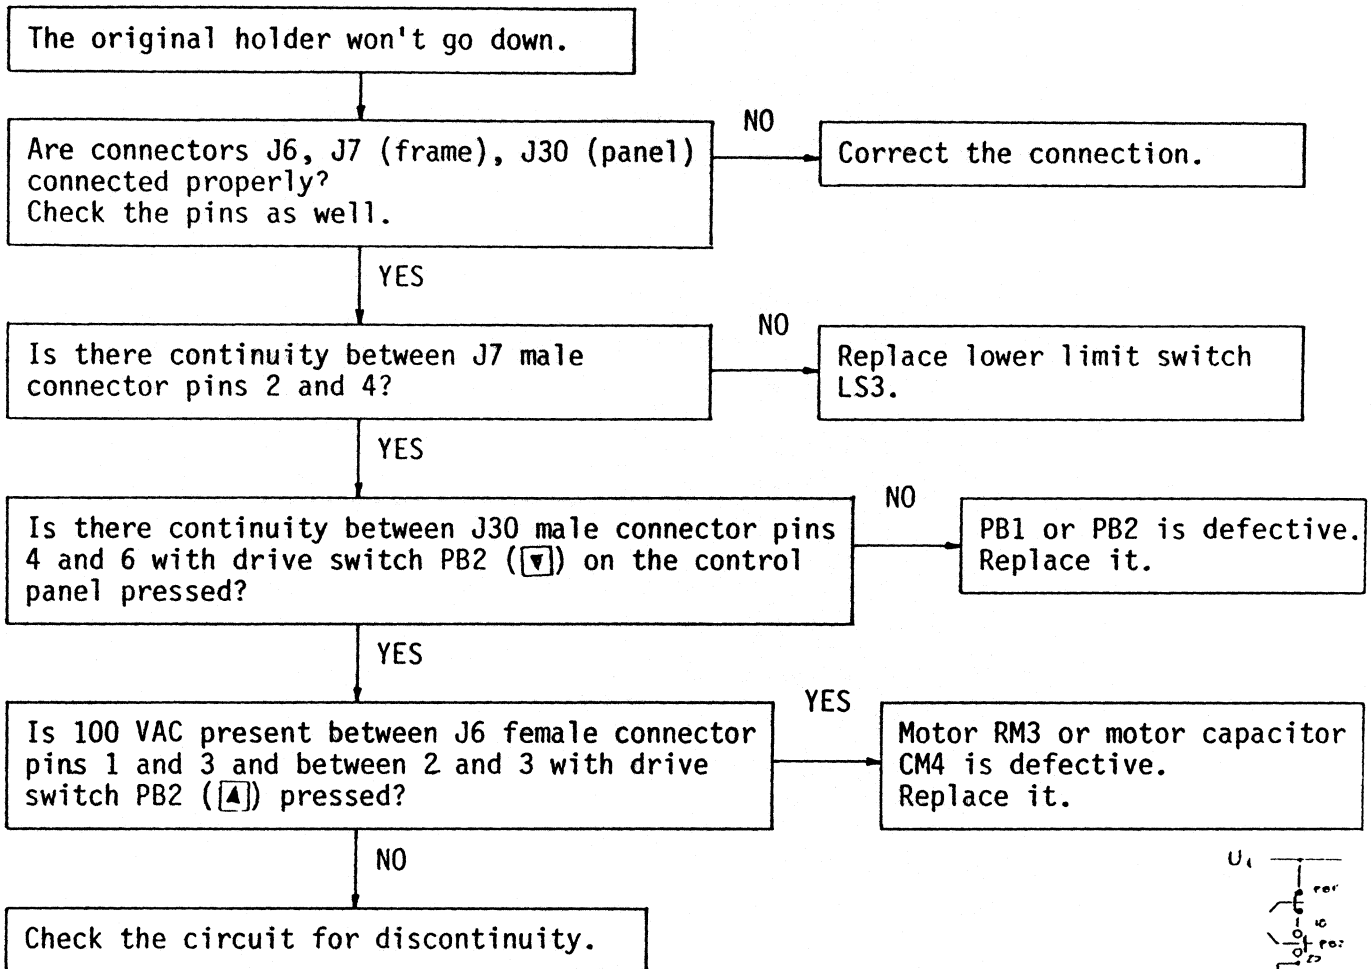 The original holder won't go down.
Are connectors J6, J7 (frame), J30 (panel)
connected properly?
Check the pins as well.
NO
Correct the connection.
YES
Is there continuity between J7 male
connector pins 2 and 4?
NO
Replace lower limit switch
LS3.
YES
Is there continuity between J30 male connector pins
4 and 6 with drive switch PB2 (▼) on the control
panel pressed?
NO
PB1 or PB2 is defective.
Replace it.
YES
Is 100 VAC present between J6 female connector
pins 1 and 3 and between 2 and 3 with drive
switch PB2 (▲) pressed?
YES
Motor RM3 or motor capacitor
CM4 is defective.
Replace it.
NO
Check the circuit for discontinuity.